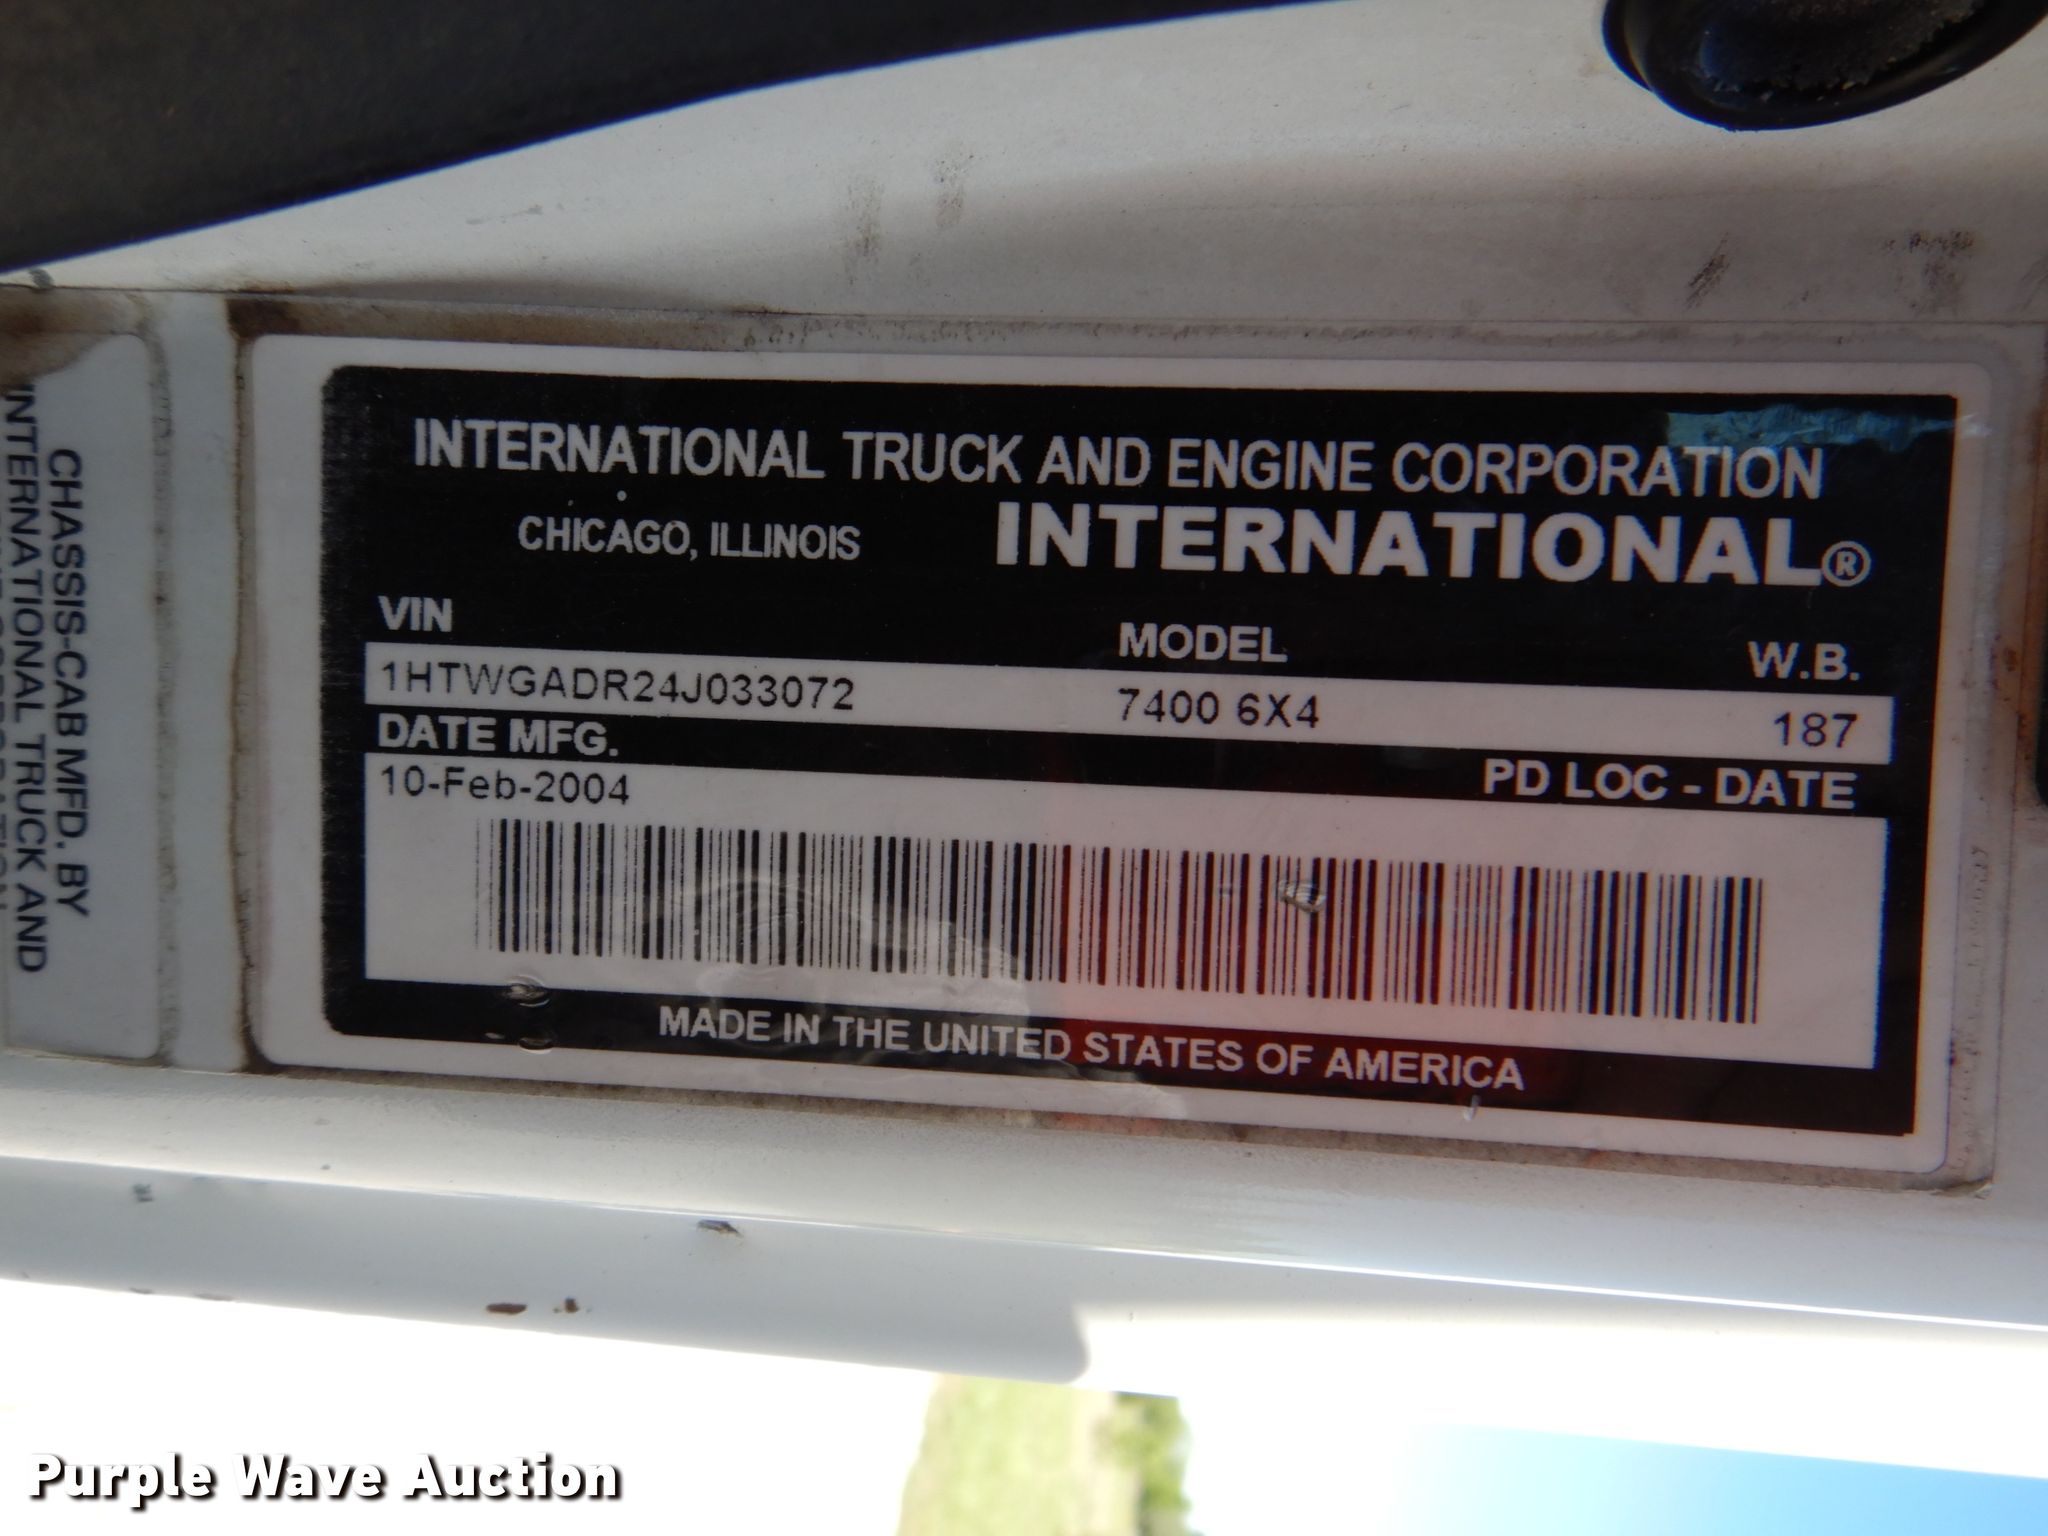 INTERNATIONAL TRUCK AND ENGINE CORPORATION
CHICAGO, ILLINOIS INTERNATIONAL®
VIN MODEL W.B.
1HTWGADR24J033072 7400 6X4 187
DATE MFG. PD LOC - DATE
10-Feb-2004
MADE IN THE UNITED STATES OF AMERICA
CHASSIS-CAB MFD. BY
INTERNATIONAL TRUCK AND
Purple Wave Auction